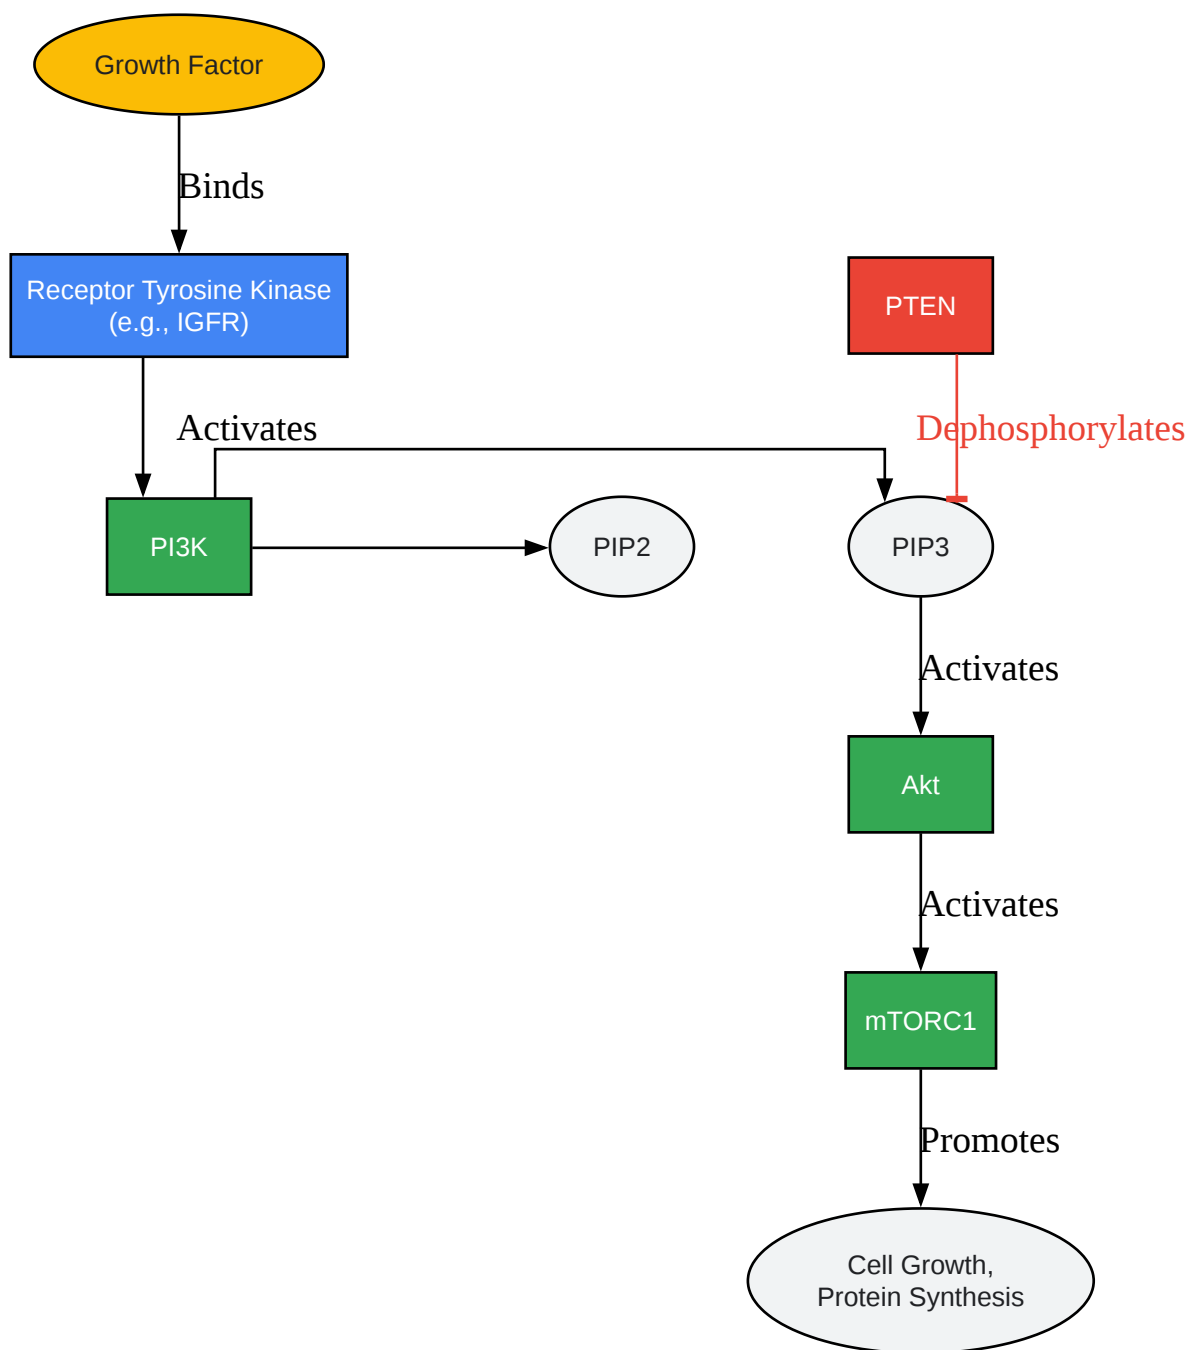 Growth Factor
Binds
Receptor Tyrosine Kinase
(e.g., IGFR)
PTEN
Activates
Dephosphorylates
PI3K
PIP2
PIP3
Activates
Akt
Activates
mTORC1
Promotes
Cell Growth,
Protein Synthesis